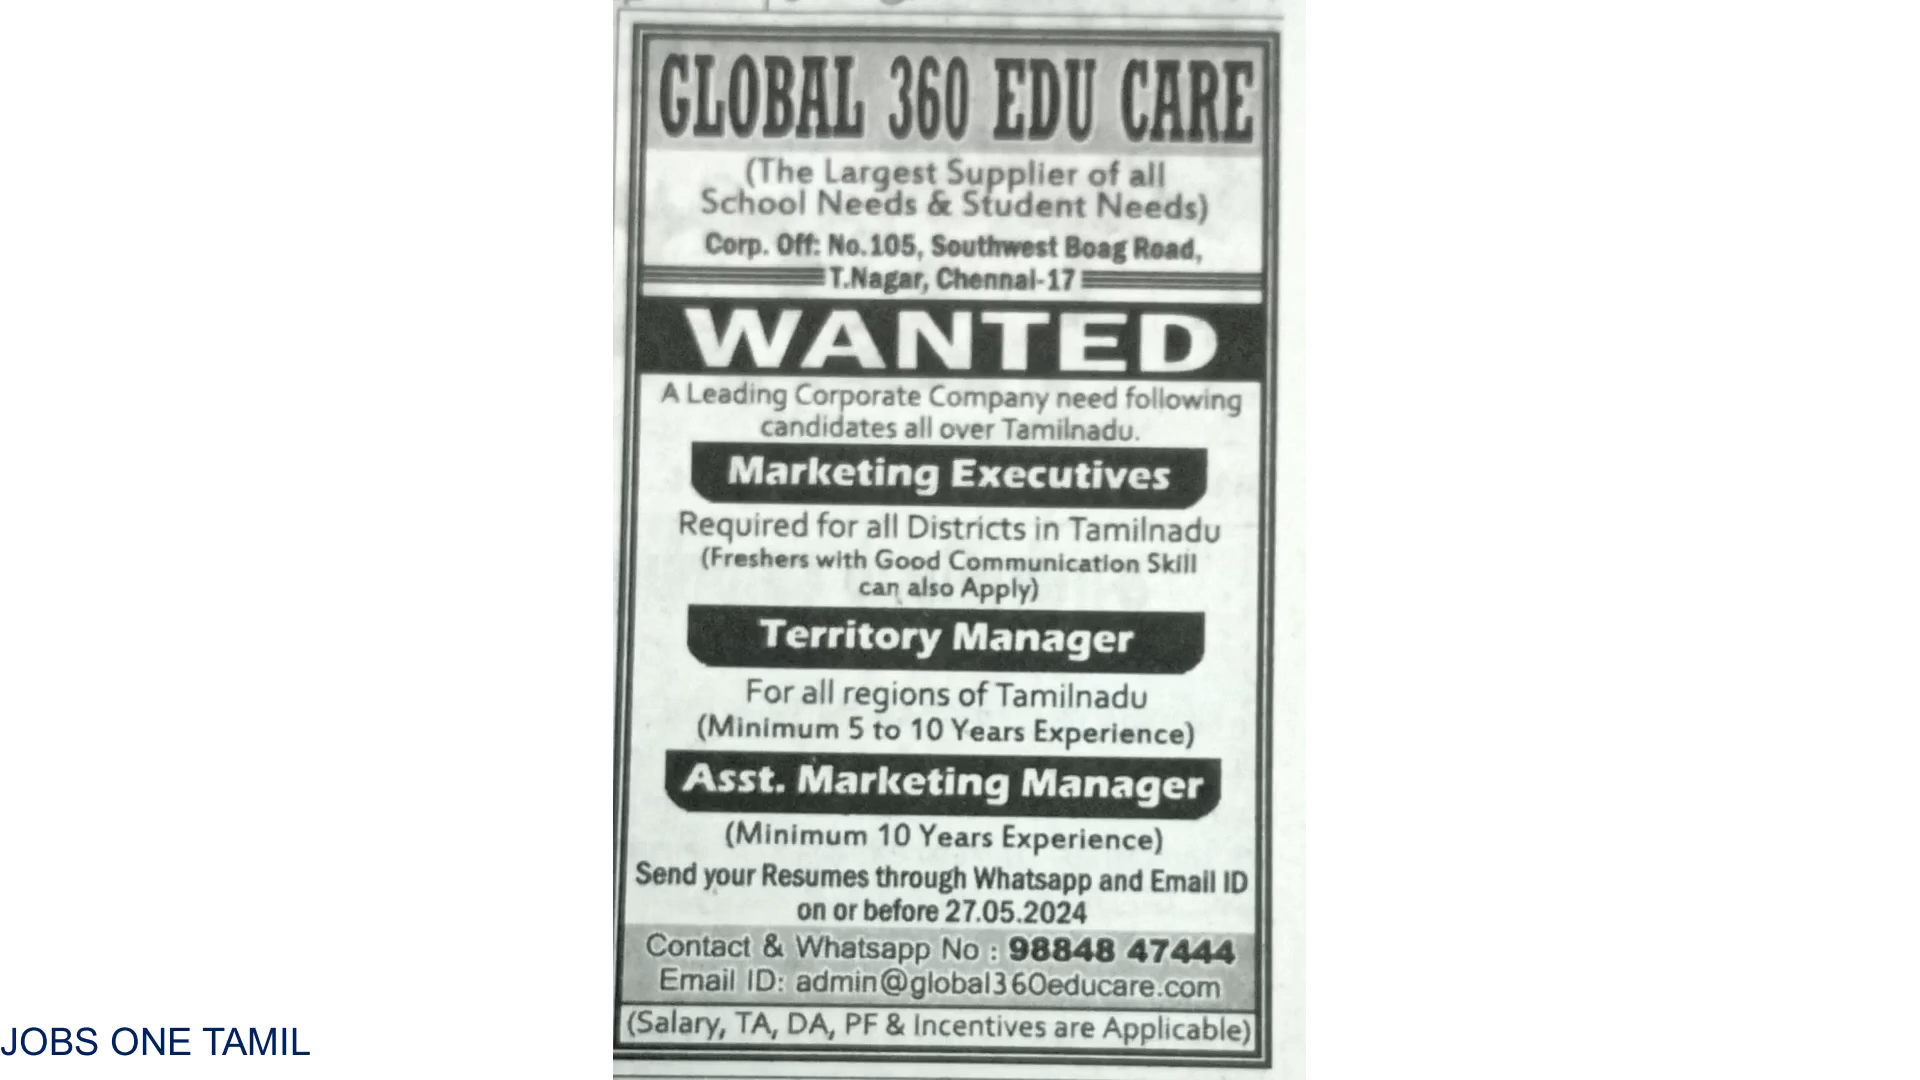 GLOBAL 360 EDU CARE
(The Largest Supplier of all
School Needs & Student Needs)
Corp. Off: No.105, Southwest Boag Road,
T.Nagar, Chennai-17
WANTED
A Leading Corporate Company need following
candidates all over Tamilnadu.
Marketing Executives
Required for all Districts in Tamilnadu
(Freshers with Good Communication Skill
can also Apply)
Territory Manager
For all regions of Tamilnadu
(Minimum 5 to 10 Years Experience)
Asst. Marketing Manager
(Minimum 10 Years Experience)
Send your Resumes through Whatsapp and Email ID
on or before 27.05.2024
Contact & Whatsapp No : 98848 47444
Email ID: admin@global360educare.com
(Salary, TA, DA, PF & Incentives are Applicable)
JOBS ONE TAMIL